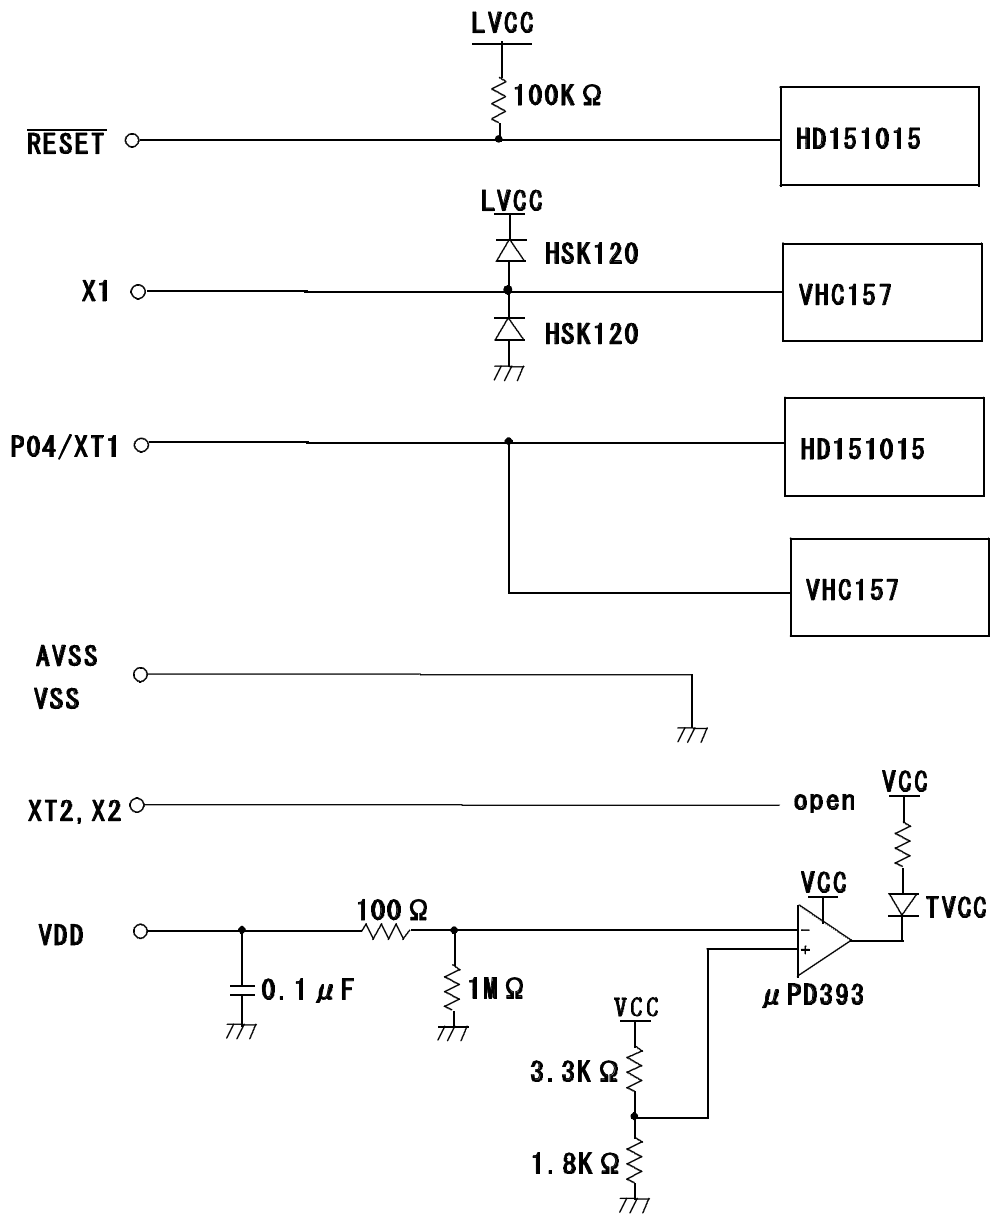 LVCC
100KΩ
RESET
HD151015
LVCC
HSK120
X1
VHC157
HSK120
P04/XT1
HD151015
VHC157
AVSS
VSS
VCC
XT2, X2
open
VCC
TVCC
100Ω
VDD
-
+
0.1μF
1MΩ
μPD393
VCC
3.3KΩ
1.8KΩ